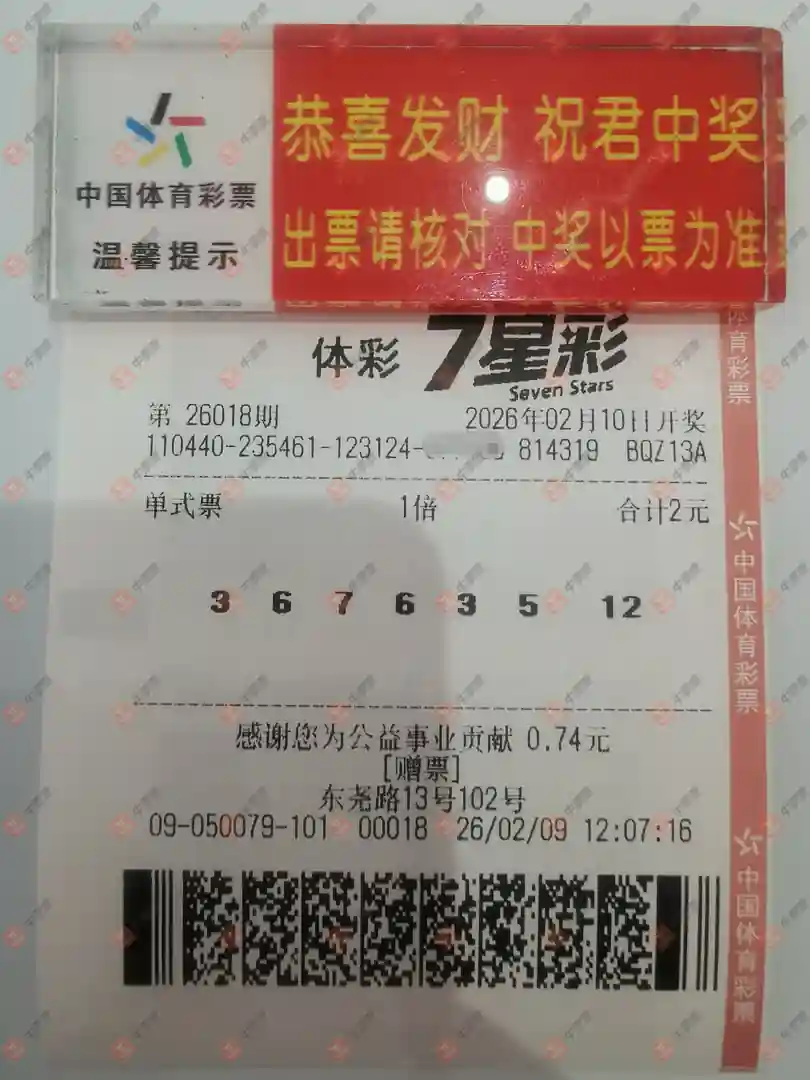 恭喜发财 祝君中奖
中国体育彩票
温馨提示
出票请核对 中奖以票为准
体彩 7星彩
Seven Stars
第 26018期 2026年02月10日开奖
110440-235461-123124- 814319 BQZ13A
单式票 1倍 合计2元
3 6 7 6 3 5 12
感谢您为公益事业贡献 0.74元
[赠票]
东尧路13号102号
09-050079-101 00018 26/02/09 12:07:16
体育彩票
中国体育彩票
中国体育彩票